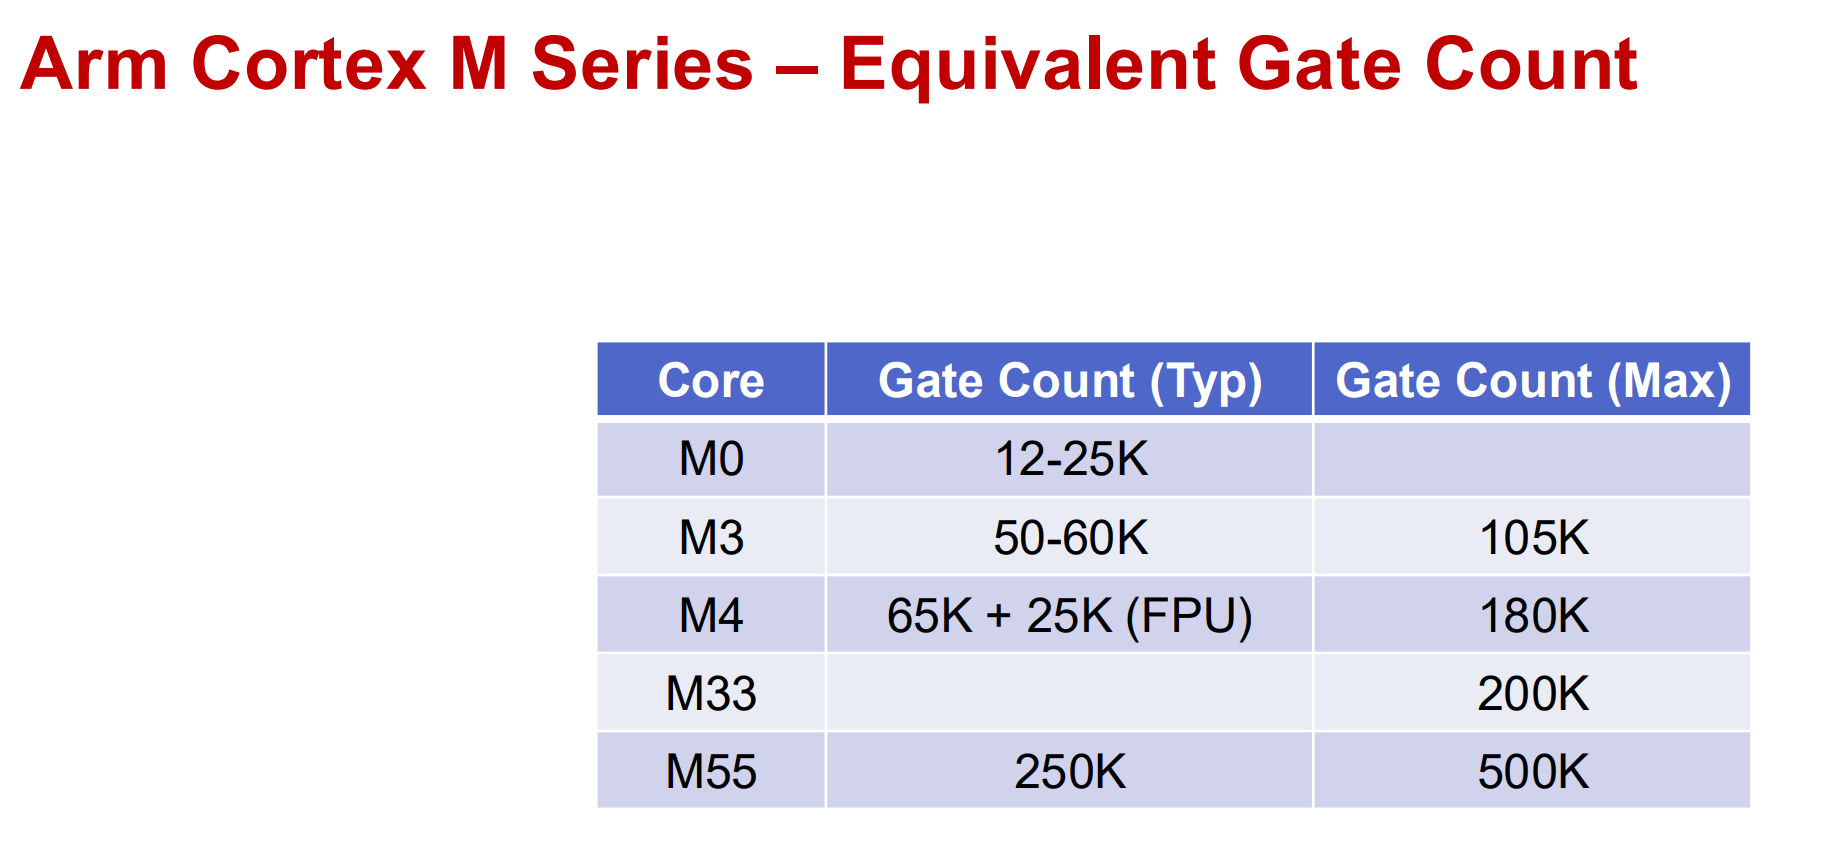 Arm Cortex M Series – Equivalent Gate Count
Core Gate Count (Typ) Gate Count (Max)
M0 12-25K
M3 50-60K 105K
M4 65K + 25K (FPU) 180K
M33 200K
M55 250K 500K